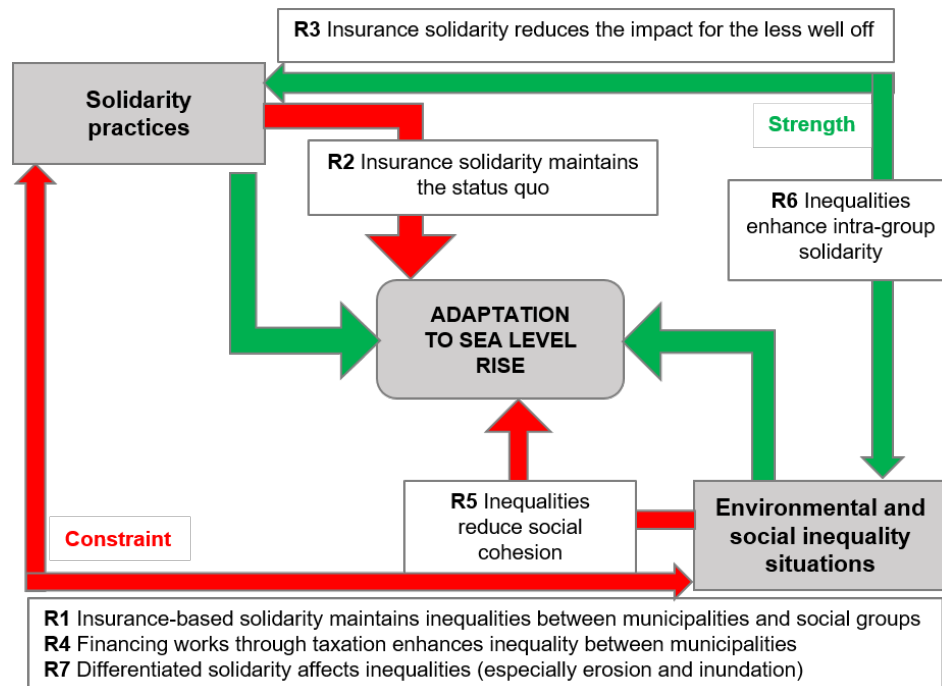 R3 Insurance solidarity reduces the impact for the less well off
Solidarity
practices
Strength
R2 Insurance solidarity maintains
the status quo
R6 Inequalities
enhance intra-group
solidarity
ADAPTATION
TO SEA LEVEL
RISE
R5 Inequalities
reduce social
cohesion
Environmental and
social inequality
situations
Constraint
R1 Insurance-based solidarity maintains inequalities between municipalities and social groups
R4 Financing works through taxation enhances inequality between municipalities
R7 Differentiated solidarity affects inequalities (especially erosion and inundation)